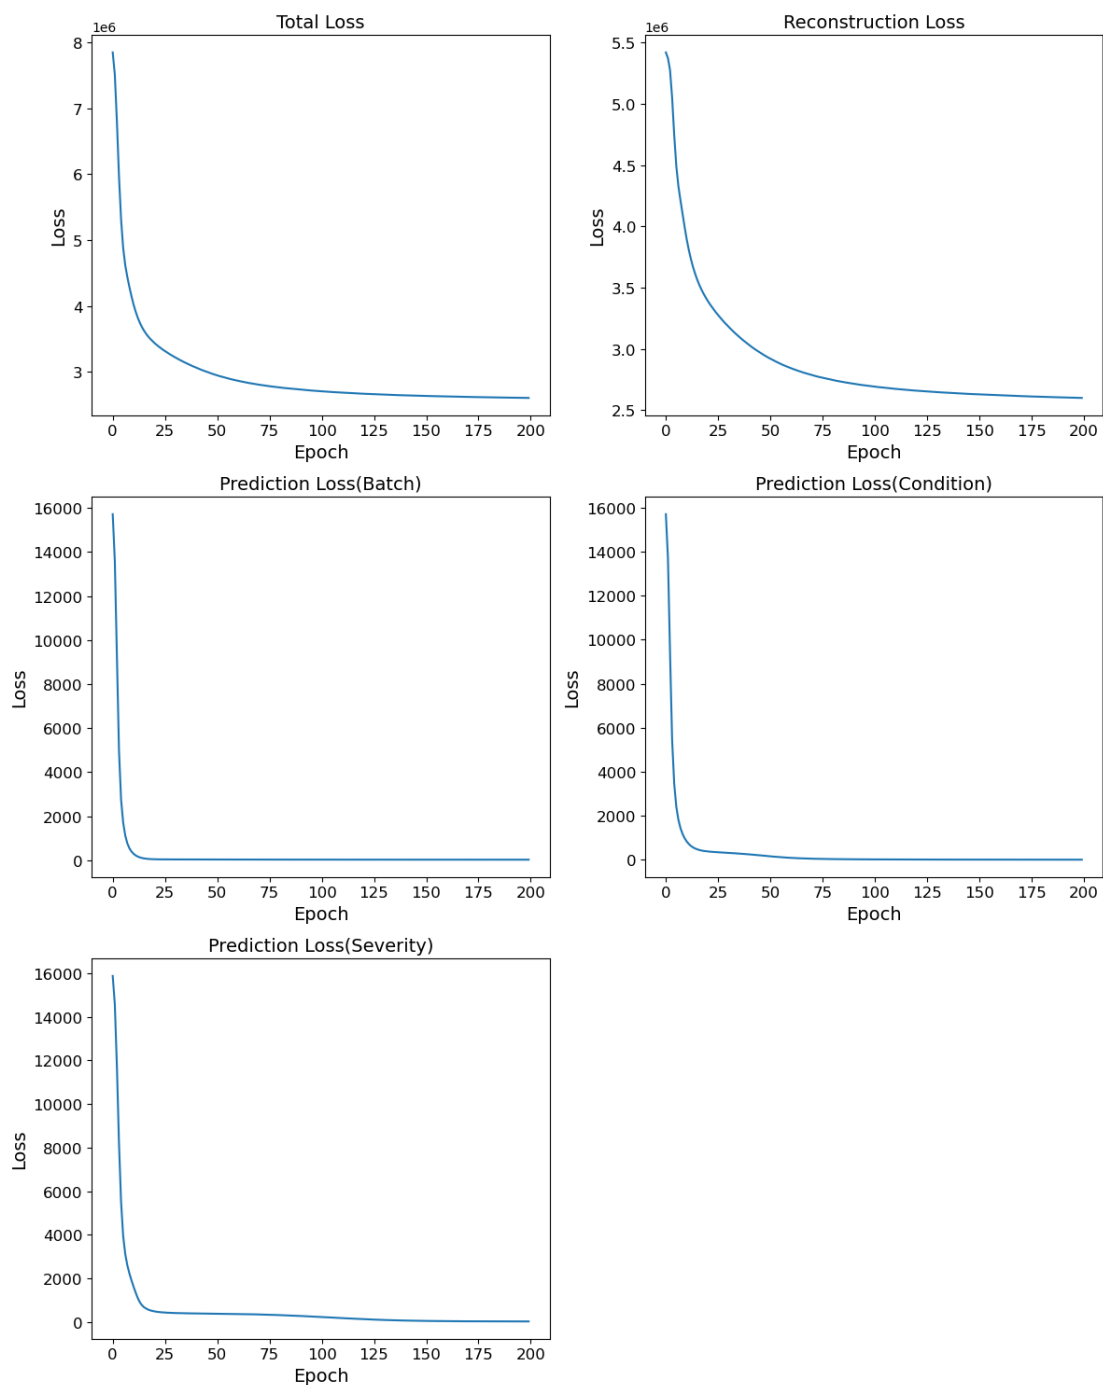 Total Loss
1e6
8
7
6
5
4
3
Loss
0 25 50 75 100 125 150 175 200
Epoch
Reconstruction Loss
1e6
5.5
5.0
4.5
4.0
3.5
3.0
2.5
Loss
0 25 50 75 100 125 150 175 200
Epoch
Prediction Loss(Batch)
16000
14000
12000
10000
8000
6000
4000
2000
0
Loss
0 25 50 75 100 125 150 175 200
Epoch
Prediction Loss(Condition)
16000
14000
12000
10000
8000
6000
4000
2000
0
Loss
0 25 50 75 100 125 150 175 200
Epoch
Prediction Loss(Severity)
16000
14000
12000
10000
8000
6000
4000
2000
0
Loss
0 25 50 75 100 125 150 175 200
Epoch